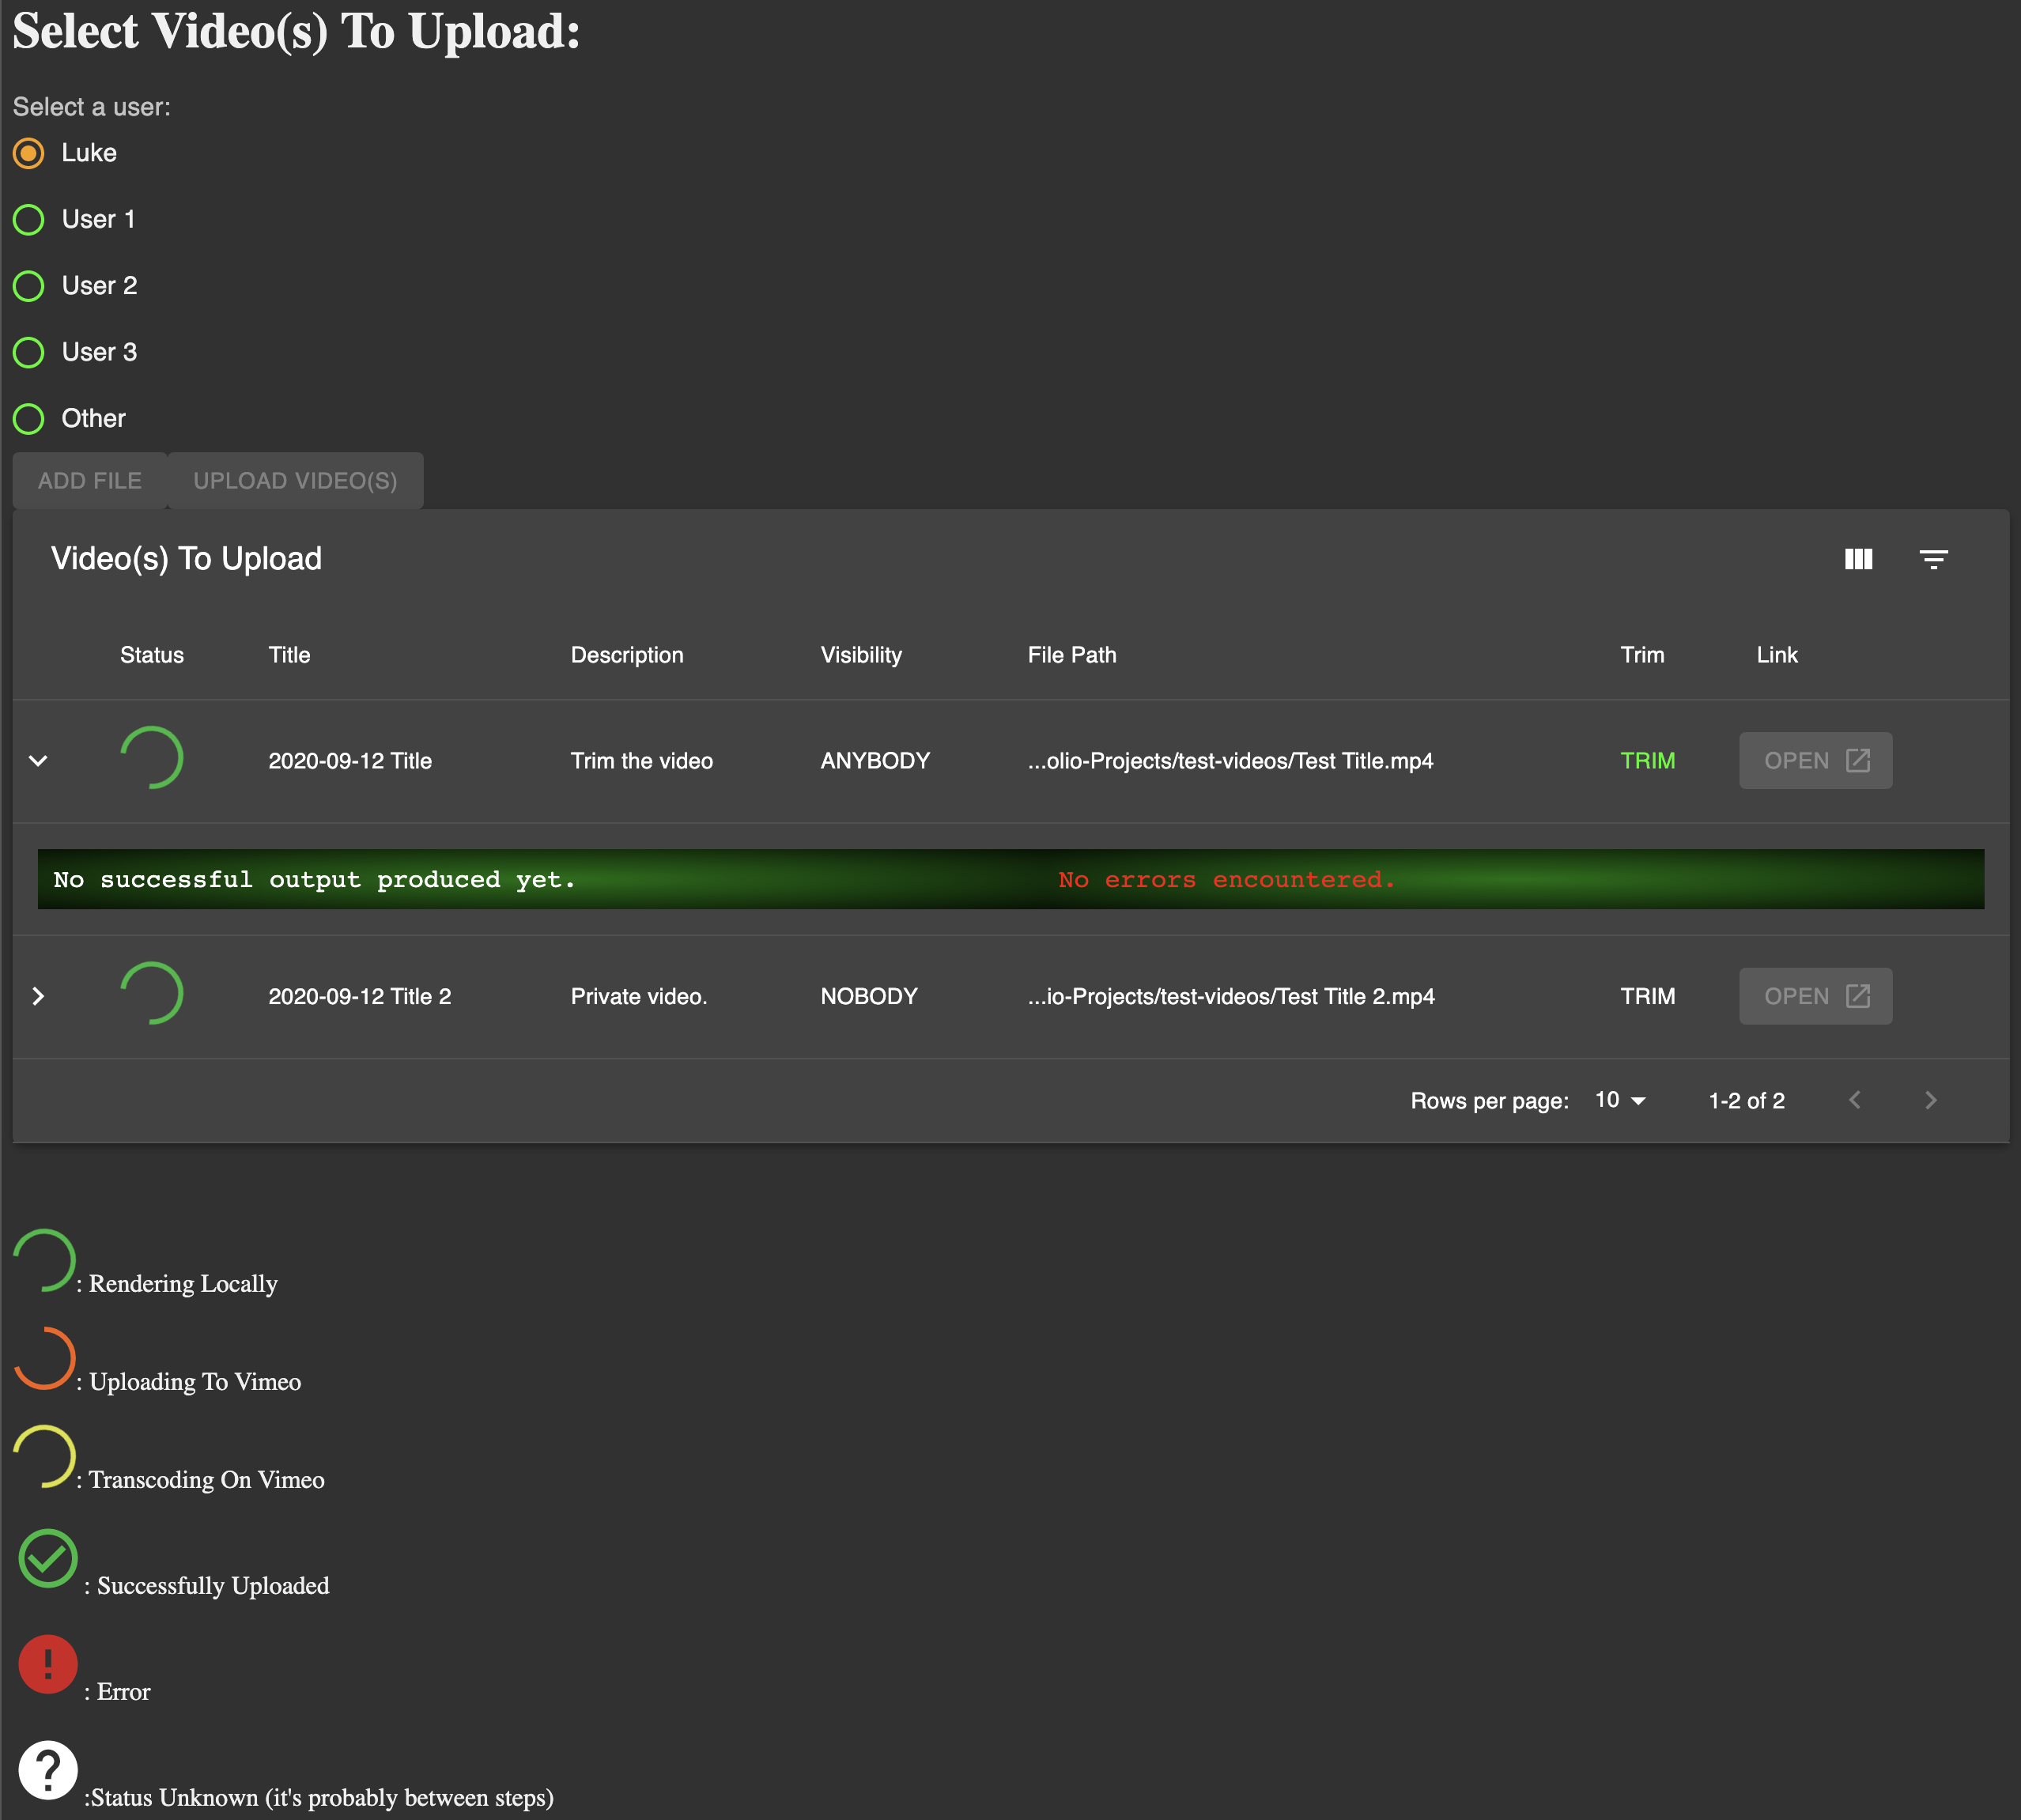 Select Video(s) To Upload:
Select a user:
Luke
User 1
User 2
User 3
Other
ADD FILE UPLOAD VIDEO(S)
Video(s) To Upload
Status Title Description Visibility File Path Trim Link
2020-09-12 Title Trim the video ANYBODY ...olio-Projects/test-videos/Test Title.mp4 TRIM OPEN
No successful output produced yet. No errors encountered.
2020-09-12 Title 2 Private video. NOBODY ...io-Projects/test-videos/Test Title 2.mp4 TRIM OPEN
Rows per page: 10 1-2 of 2
: Rendering Locally
: Uploading To Vimeo
: Transcoding On Vimeo
: Successfully Uploaded
: Error
:Status Unknown (it's probably between steps)